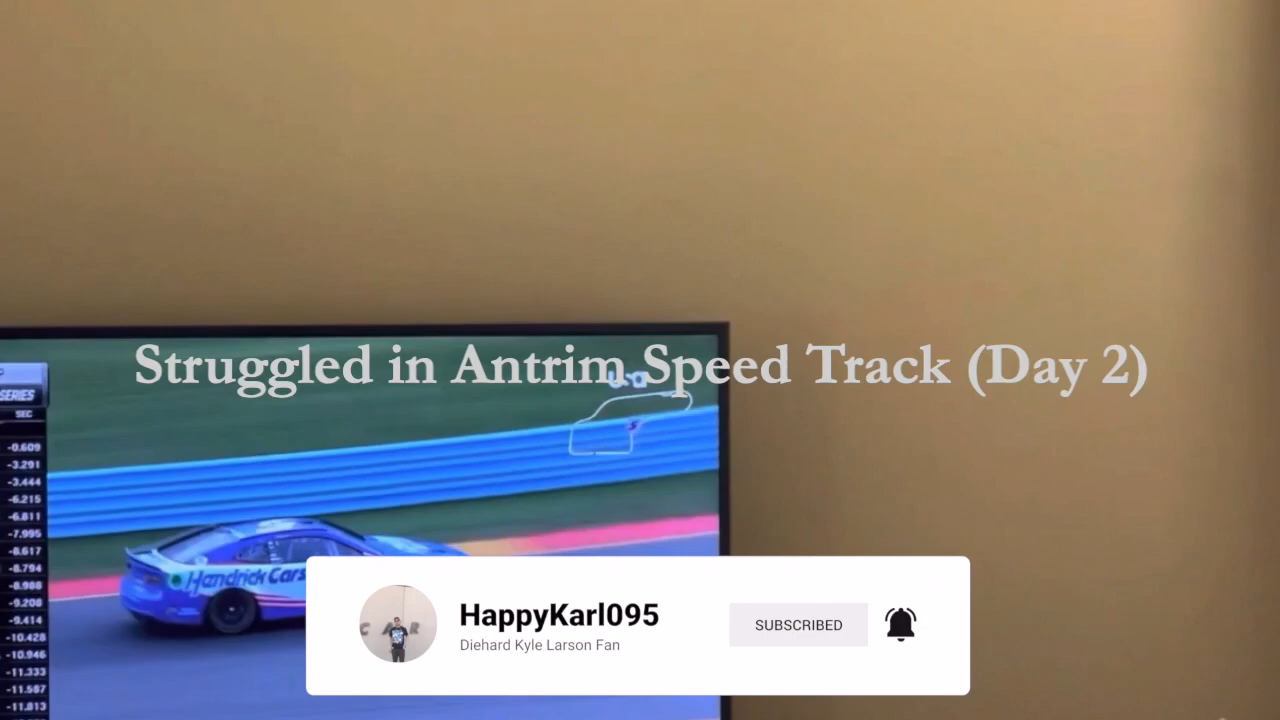 Struggled in Antrim Speed Track (Day 2)
SERIES
SEC
-0.609
-3.291
-3.444
-6.215
-6.811
-7.995
-8.617
-8.794
-8.988
-9.208
-9.414
-10.428
-10.946
-11.333
-11.587
-11.813
Hendrick Cars
HappyKarl095
Diehard Kyle Larson Fan
SUBSCRIBED